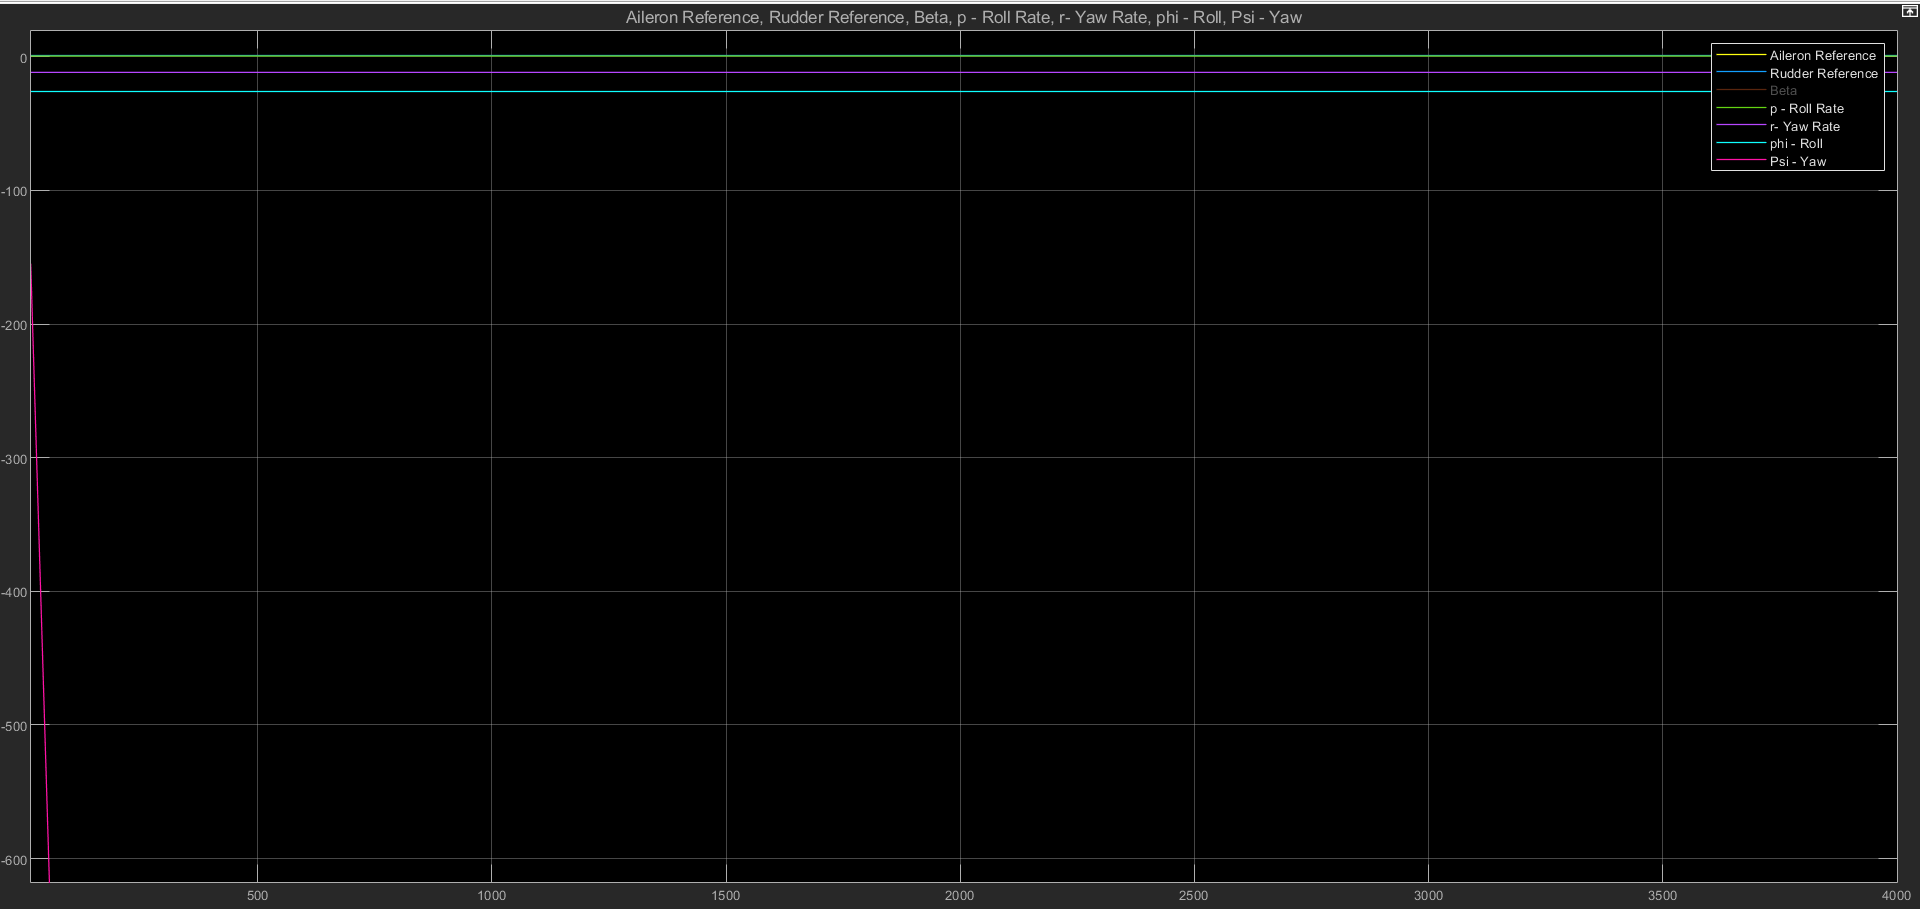 Aileron Reference, Rudder Reference, Beta, p - Roll Rate, r- Yaw Rate, phi - Roll, Psi - Yaw
Aileron Reference
Rudder Reference
Beta
p - Roll Rate
r- Yaw Rate
phi - Roll
Psi - Yaw
0
-100
-200
-300
-400
-500
-600
500
1000
1500
2000
2500
3000
3500
4000